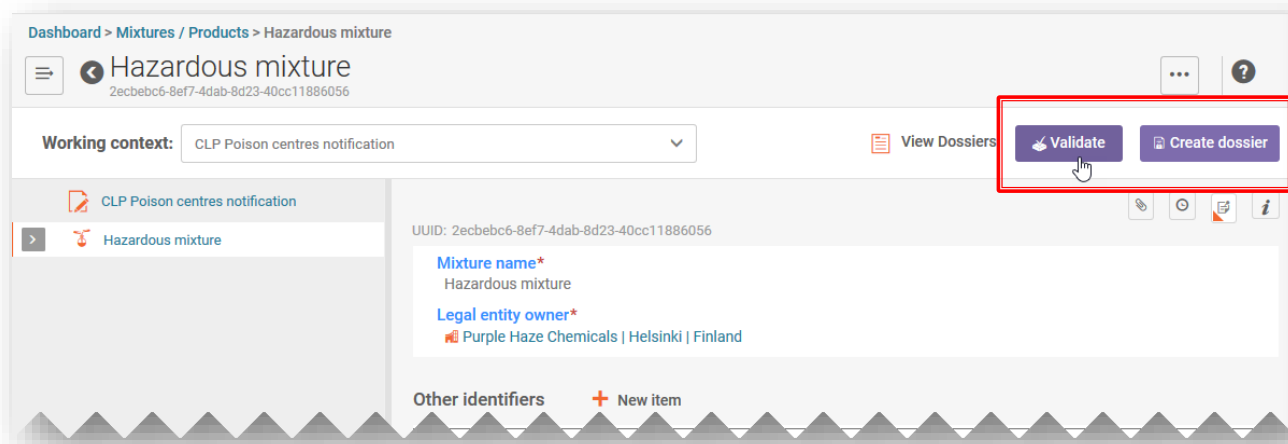 Dashboard > Mixtures / Products > Hazardous mixture
Hazardous mixture
2ecbebc6-8ef7-4dab-8d23-40cc11886056
Working context: CLP Poison centres notification
View Dossiers
Validate
Create dossier
CLP Poison centres notification
Hazardous mixture
UUID: 2ecbebc6-8ef7-4dab-8d23-40cc11886056
Mixture name*
Hazardous mixture
Legal entity owner*
Purple Haze Chemicals | Helsinki | Finland
Other identifiers
+ New item